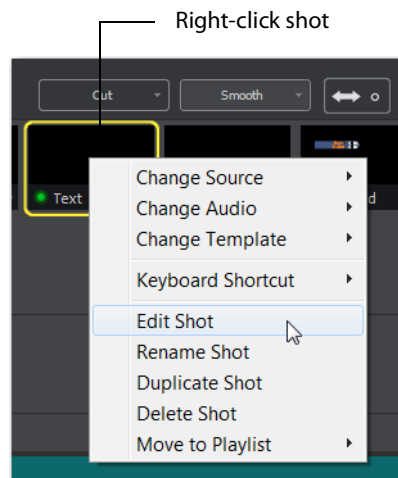 Right-click shot
Cut
Smooth
Text
d
Change Source
Change Audio
Change Template
Keyboard Shortcut
Edit Shot
Rename Shot
Duplicate Shot
Delete Shot
Move to Playlist